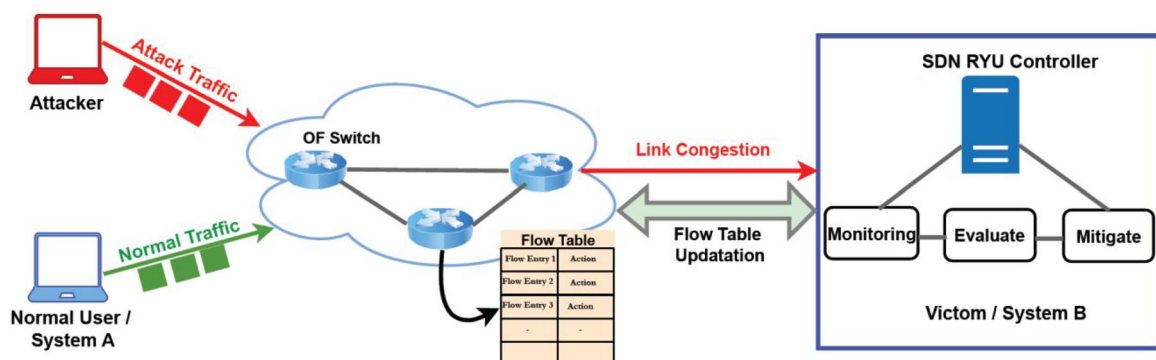 Attacker
Attack Traffic
Normal User /
System A
Normal Traffic
OF Switch
Flow Table
Flow Entry 1 Action
Flow Entry 2 Action
Flow Entry 3 Action
- -
Link Congestion
Flow Table
Updatation
SDN RYU Controller
Monitoring
Evaluate
Mitigate
Victom / System B